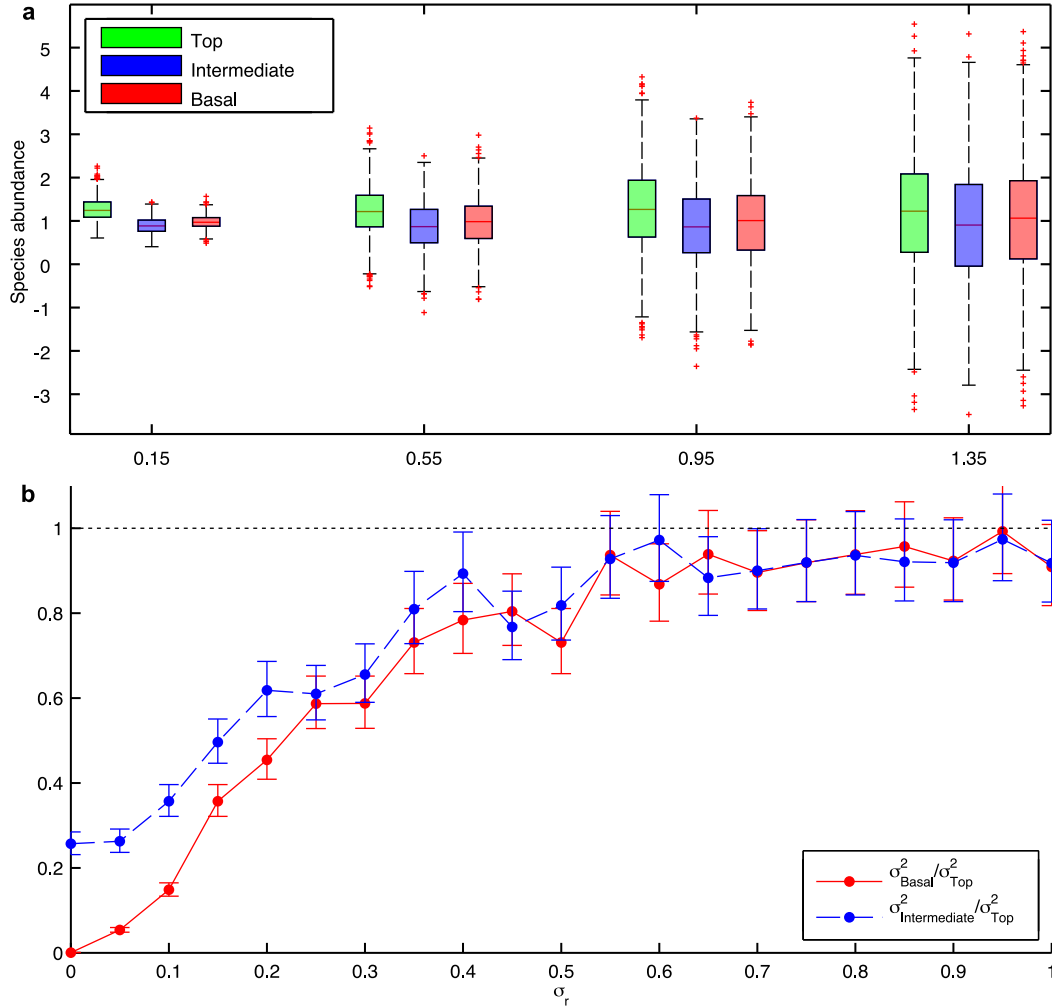 a
Top
Intermediate
Basal
Species abundance
5
4
3
2
1
0
-1
-2
-3
0.15 0.55 0.95 1.35
b
1
0.8
0.6
0.4
0.2
0
0 0.1 0.2 0.3 0.4 0.5 0.6 0.7 0.8 0.9 1
σ²Basal/σ²Top
σ²Intermediate/σ²Top
σr